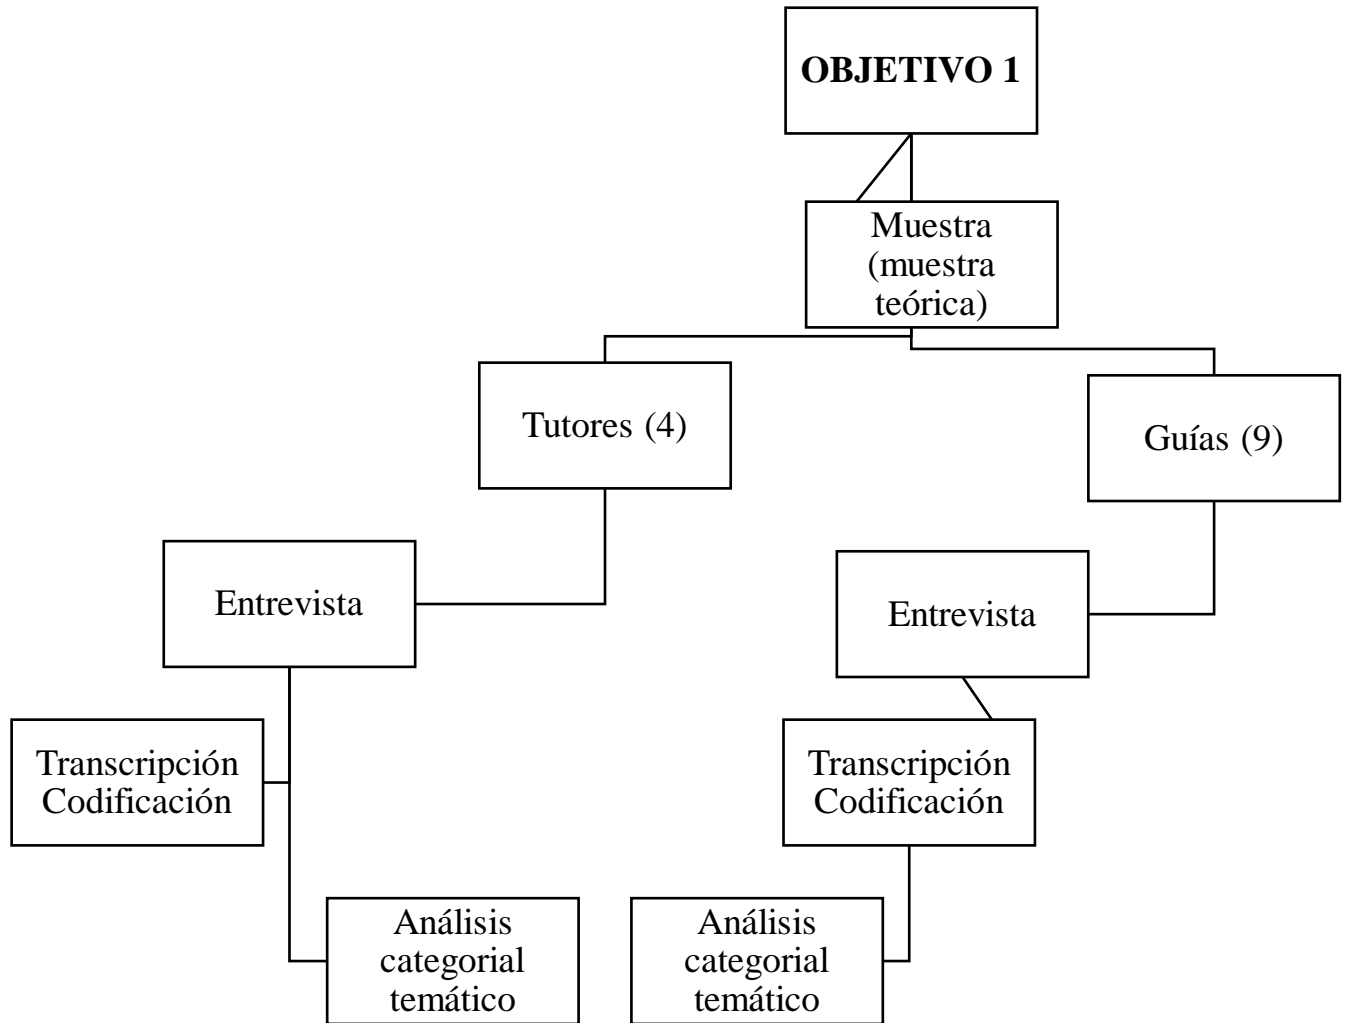 OBJETIVO 1
Muestra
(muestra
teórica)
Tutores (4)
Guías (9)
Entrevista
Entrevista
Transcripción
Codificación
Transcripción
Codificación
Análisis
categorial
temático
Análisis
categorial
temático